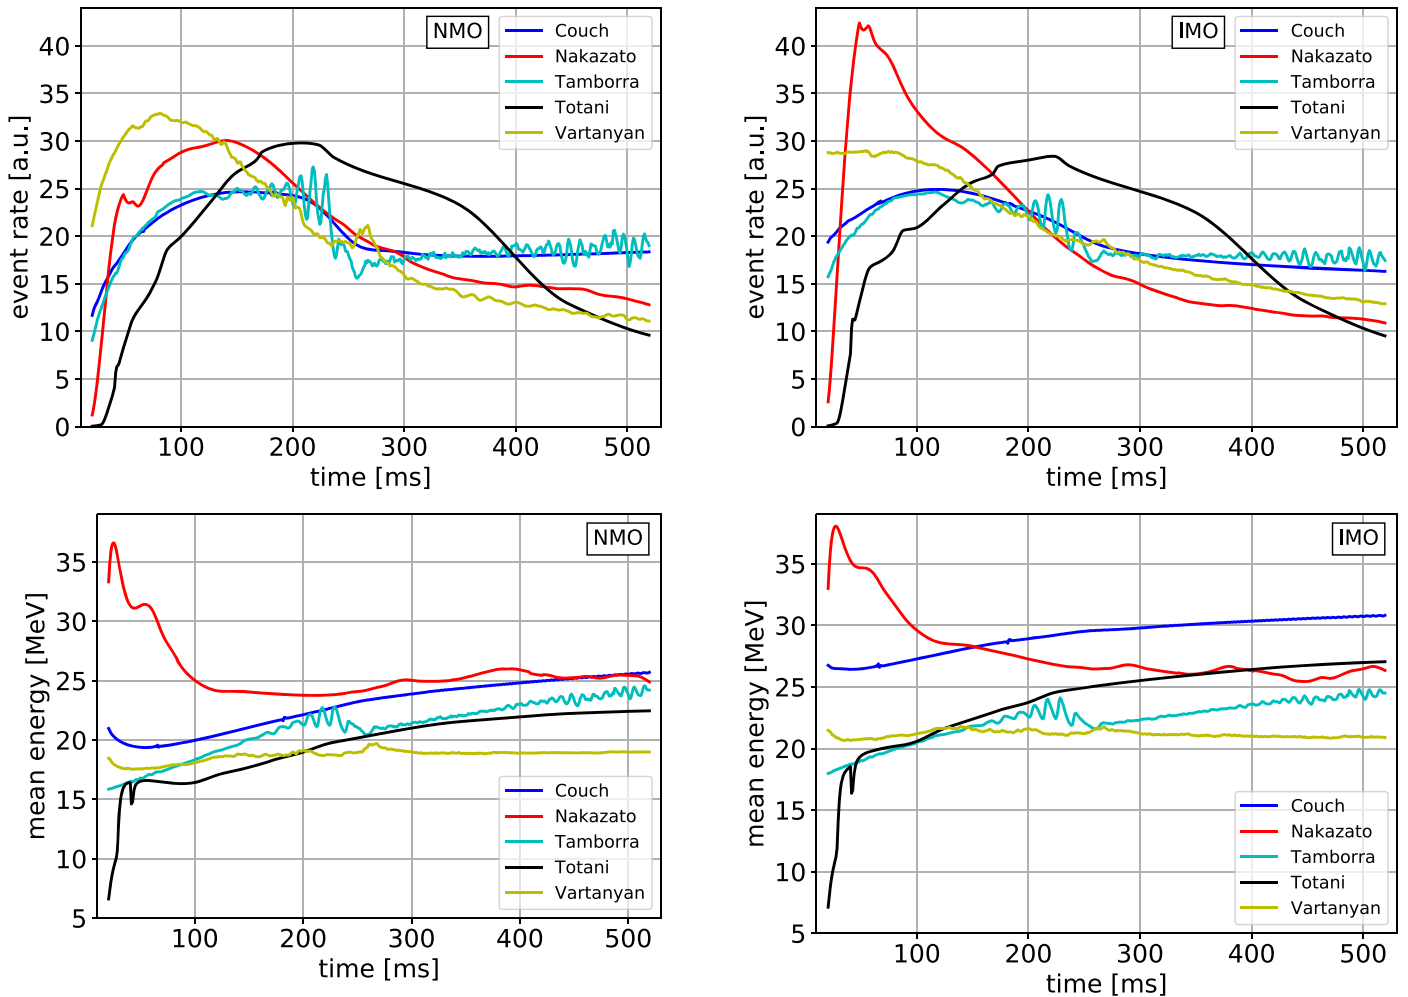 NMO
Couch
Nakazato
Tamborra
Totani
Vartanyan
event rate [a.u.]
40
35
30
25
20
15
10
5
0
100 200 300 400 500
time [ms]
IMO
Couch
Nakazato
Tamborra
Totani
Vartanyan
event rate [a.u.]
40
35
30
25
20
15
10
5
0
100 200 300 400 500
time [ms]
NMO
mean energy [MeV]
35
30
25
20
15
10
5
Couch
Nakazato
Tamborra
Totani
Vartanyan
100 200 300 400 500
time [ms]
IMO
mean energy [MeV]
35
30
25
20
15
10
5
Couch
Nakazato
Tamborra
Totani
Vartanyan
100 200 300 400 500
time [ms]